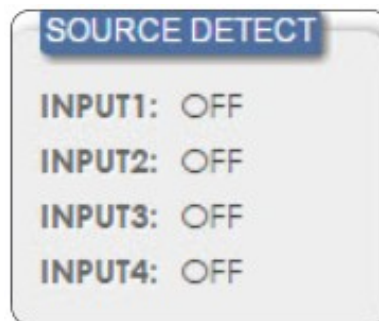 SOURCE DETECT
INPUT1: OFF
INPUT2: OFF
INPUT3: OFF
INPUT4: OFF